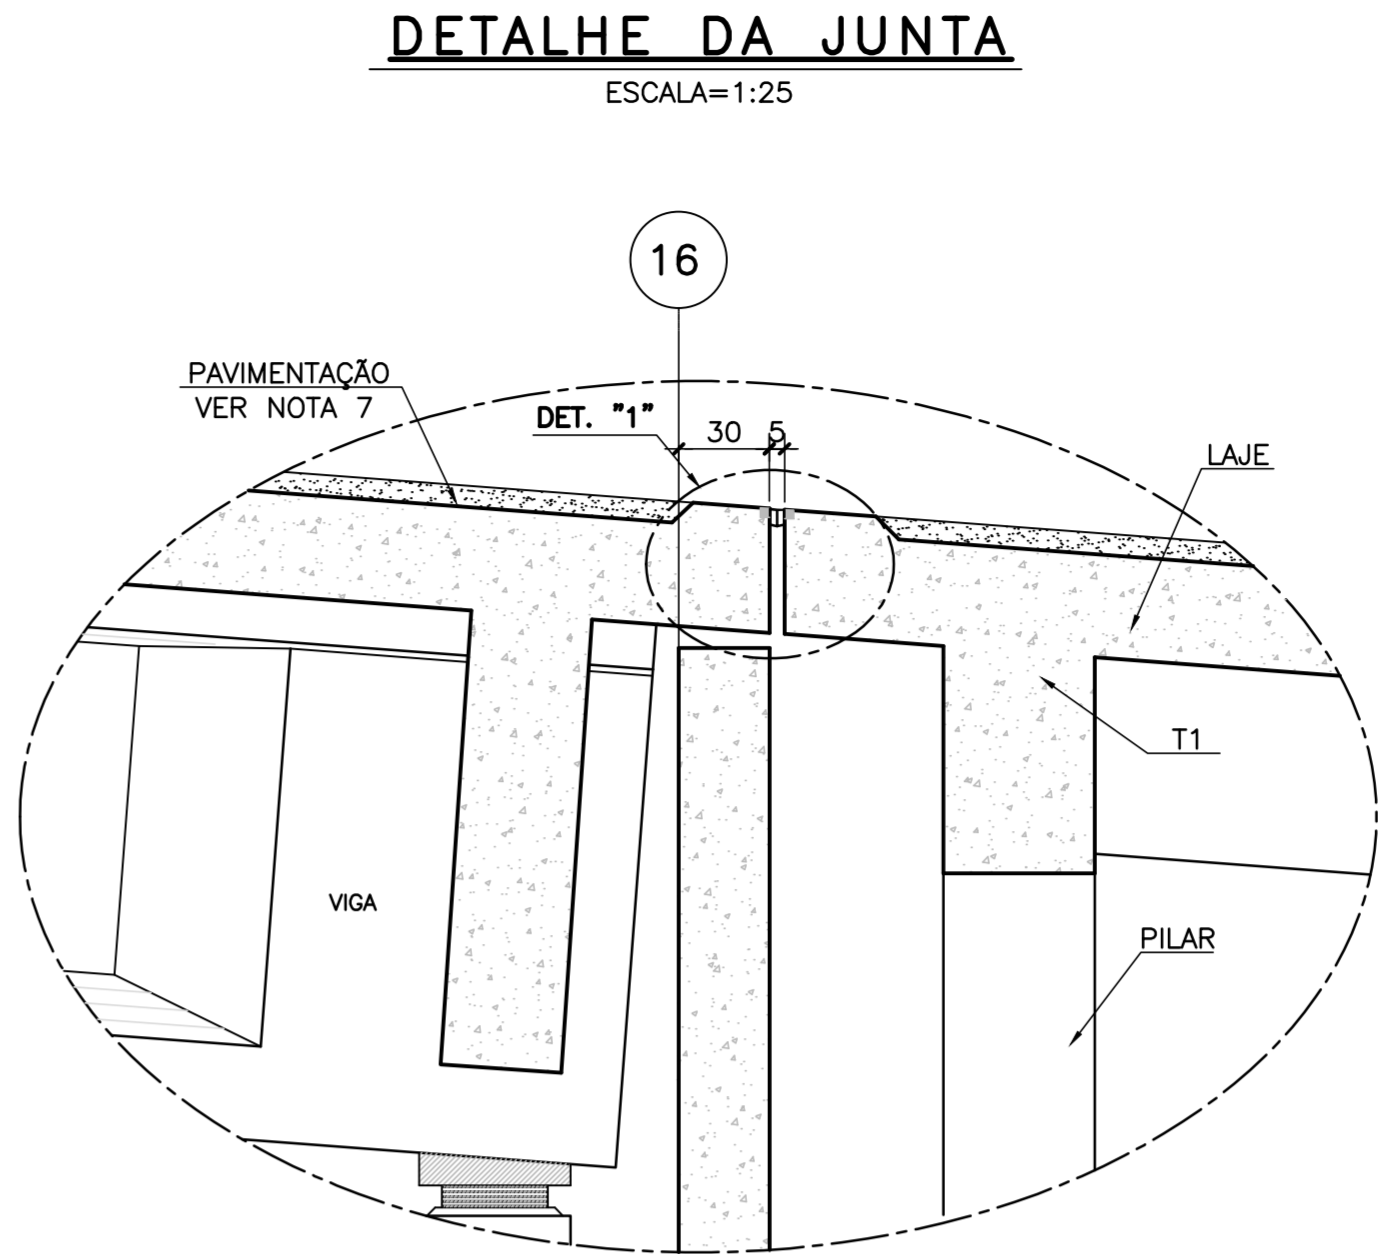 DETALHE DA JUNTA
ESCALA=1:25
16
PAVIMENTAÇÃO
VER NOTA 7
DET. "1"
30 5
LAJE
T1
VIGA
PILAR